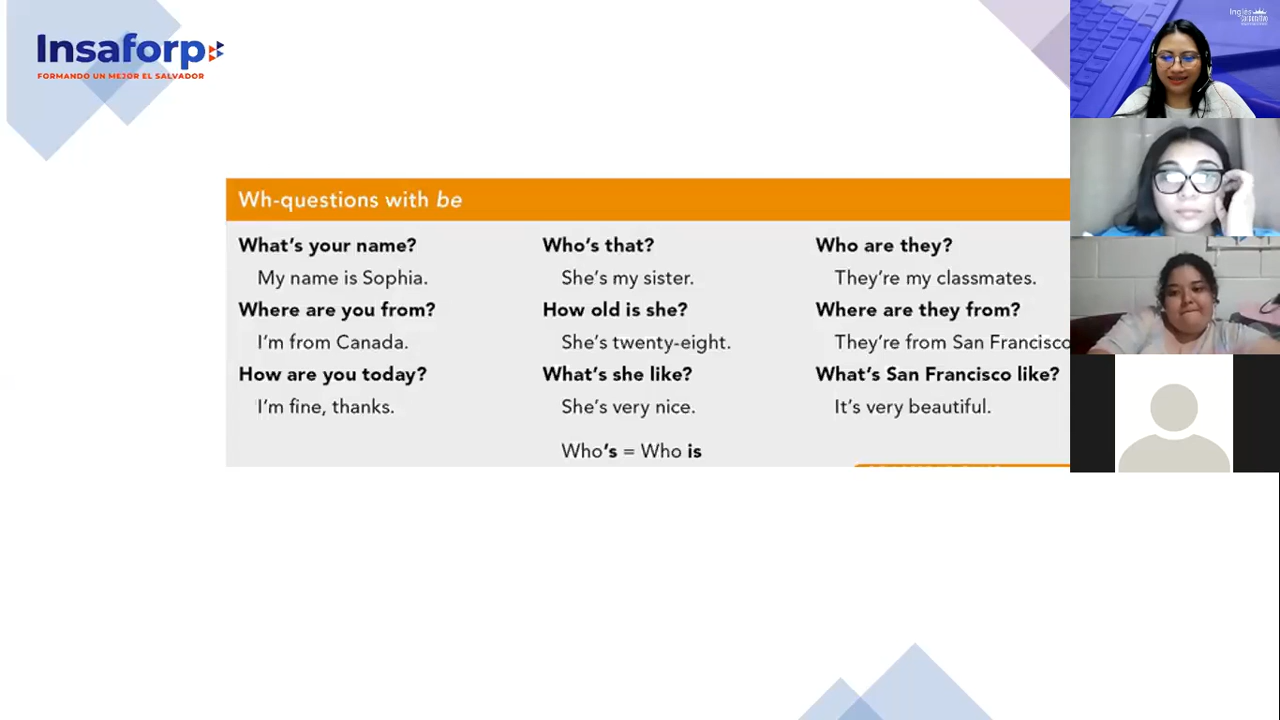 Insaforp
FORMANDO UN MEJOR EL SALVADOR
Inglés
Wh-questions with be
What's your name?
My name is Sophia.
Where are you from?
I'm from Canada.
How are you today?
I'm fine, thanks.
Who's that?
She's my sister.
How old is she?
She's twenty-eight.
What's she like?
She's very nice.
Who's = Who is
Who are they?
They're my classmates.
Where are they from?
They're from San Francisco
What's San Francisco like?
It's very beautiful.